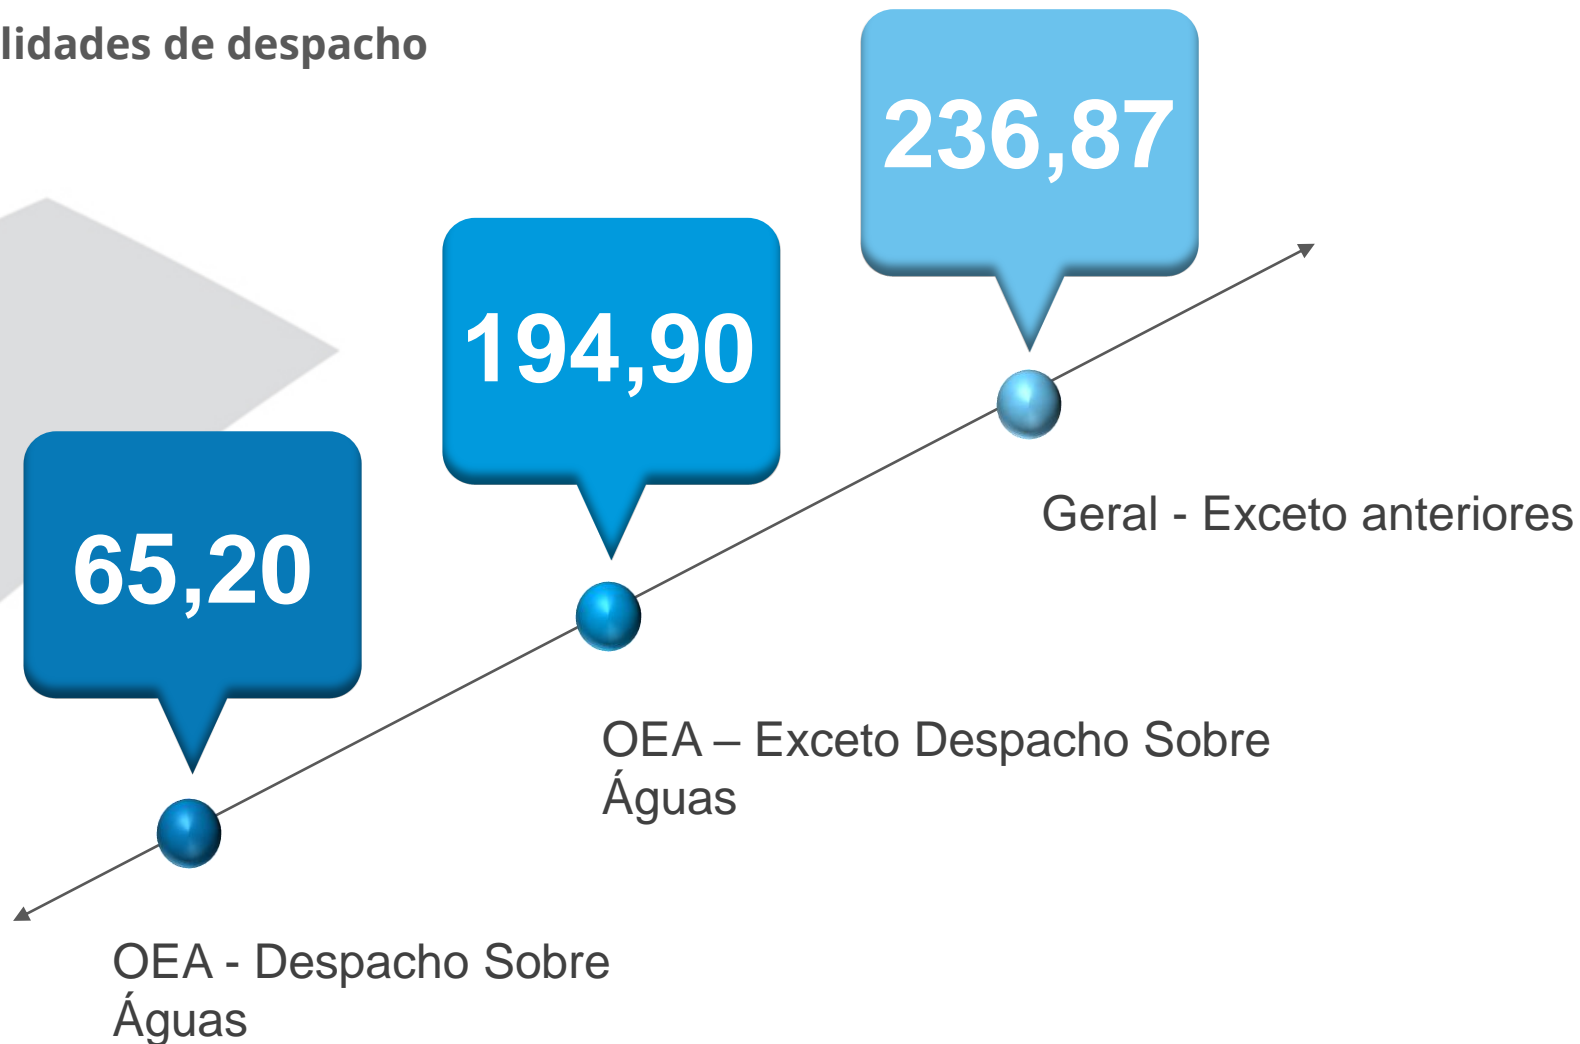 lidades de despacho
236,87
194,90
65,20
Geral - Exceto anteriores
OEA – Exceto Despacho Sobre
Águas
OEA - Despacho Sobre
Águas